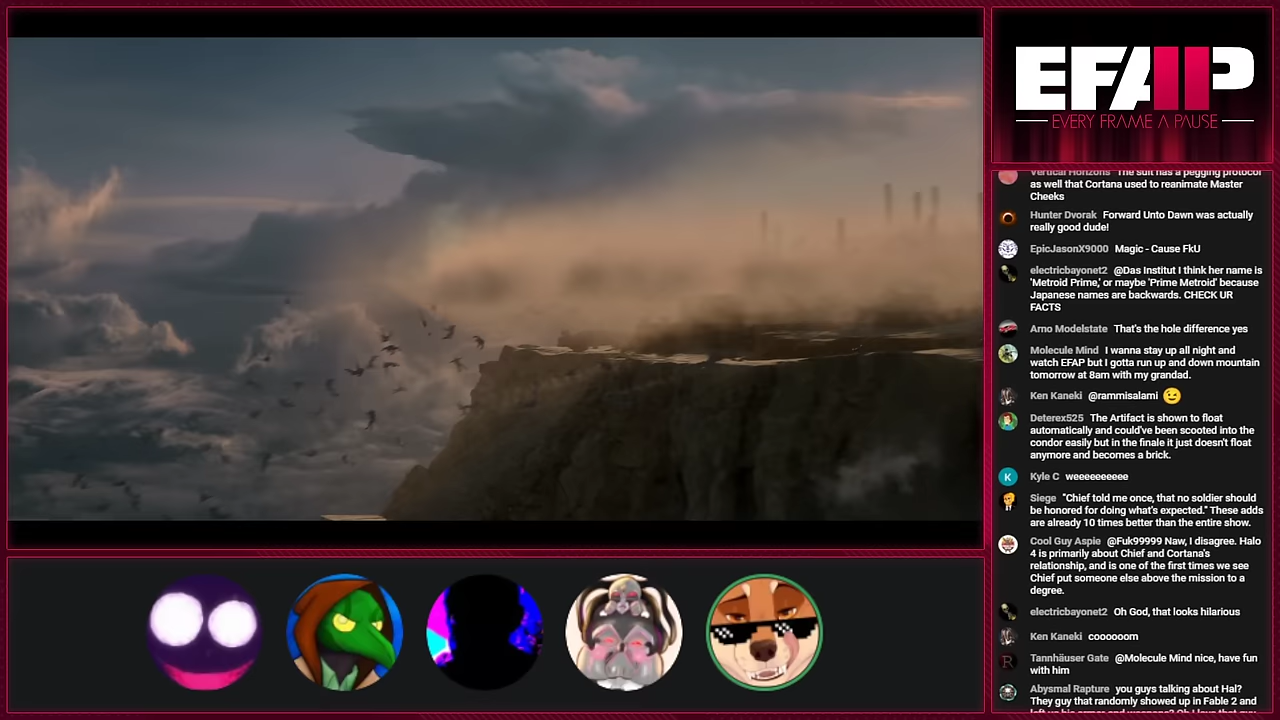 EFAP
EVERY FRAME A PAUSE
Vertical Horizons The suit has a pegging protocol
as well that Cortana used to reanimate Master
Cheeks
Hunter Dvorak Forward Unto Dawn was actually
really good dude!
EpicJasonX9000 Magic - Cause FkU
electricbayonet2 @Das Institut I think her name is
'Metroid Prime,' or maybe 'Prime Metroid' because
Japanese names are backwards. CHECK UR
FACTS
Arno Modelstate That's the hole difference yes
Molecule Mind I wanna stay up all night and
watch EFAP but I gotta run up and down mountain
tomorrow at 8am with my grandad.
Ken Kaneki @rammisalami 😉
Deterex525 The Artifact is shown to float
automatically and could've been scooted into the
condor easily but in the finale it just doesn't float
anymore and becomes a brick.
K
Kyle C weeeeeeeeee
Siege "Chief told me once, that no soldier should
be honored for doing what's expected." These adds
are already 10 times better than the entire show.
Cool Guy Aspie @Fuk99999 Naw, I disagree. Halo
4 is primarily about Chief and Cortana's
relationship, and is one of the first times we see
Chief put someone else above the mission to a
degree.
electricbayonet2 Oh God, that looks hilarious
Ken Kaneki coooooom
R
Tannhäuser Gate @Molecule Mind nice, have fun
with him
Abysmal Rapture you guys talking about Hal?
They guy that randomly showed up in Fable 2 and